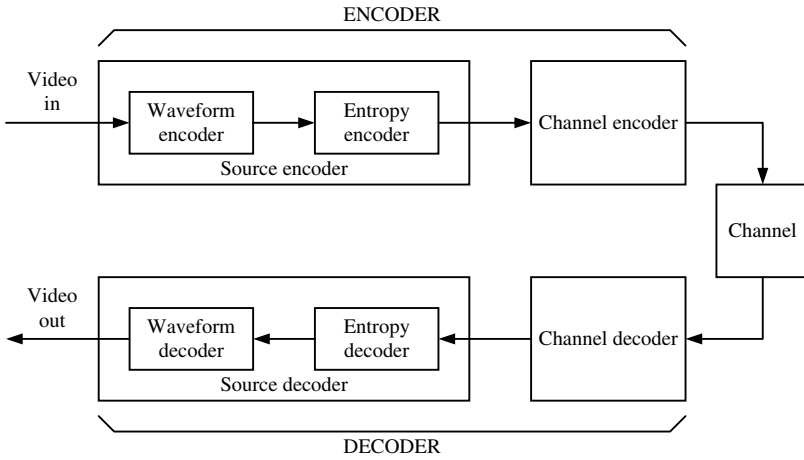 ENCODER
Video
in
Waveform
encoder
Entropy
encoder
Source encoder
Channel encoder
Channel
Video
out
Waveform
decoder
Entropy
decoder
Source decoder
Channel decoder
DECODER